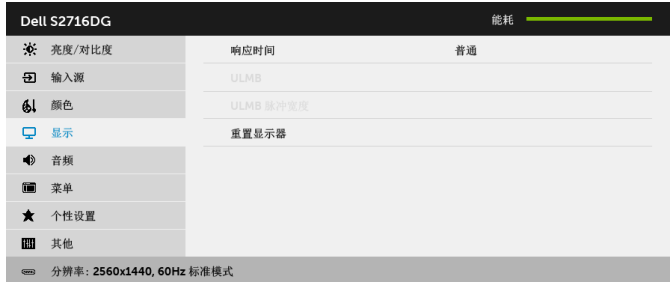 Dell S2716DG 能耗
亮度/对比度 响应时间 普通
输入源 ULMB
颜色 ULMB 脉冲宽度
显示 重置显示器
音频
菜单
个性设置
其他
分辨率: 2560x1440, 60Hz 标准模式